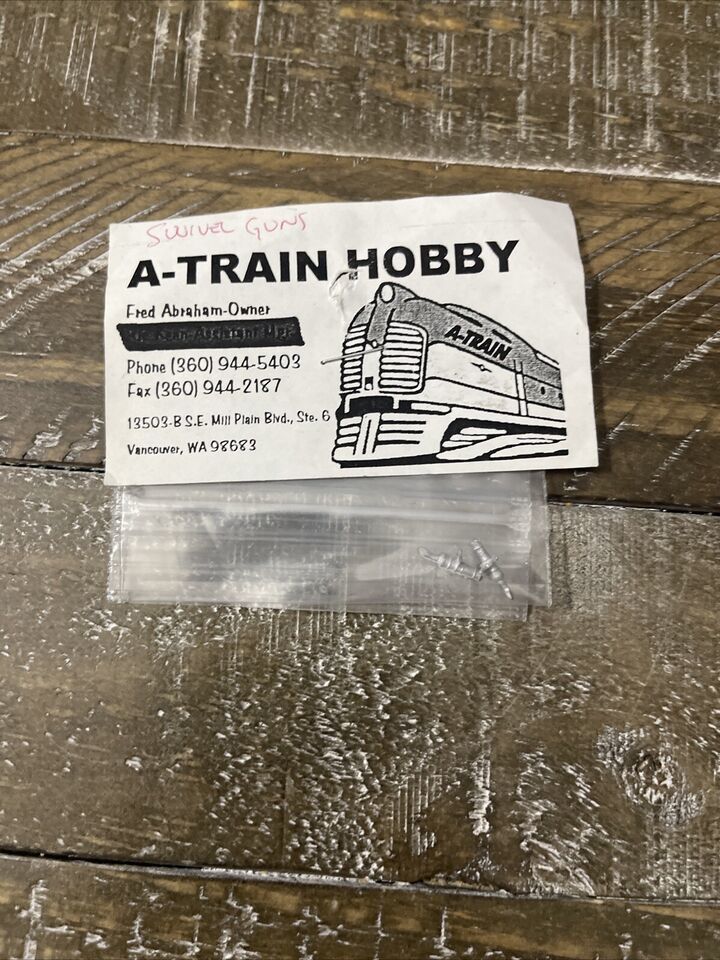 SWIVEL GUNS
A-TRAIN HOBBY
Fred Abraham-Owner
Phone (360) 944-5403
Fax (360) 944-2187
13503-B S.E. Mill Plain Blvd., Ste. 6
Vancouver, WA 98683
A-TRAIN